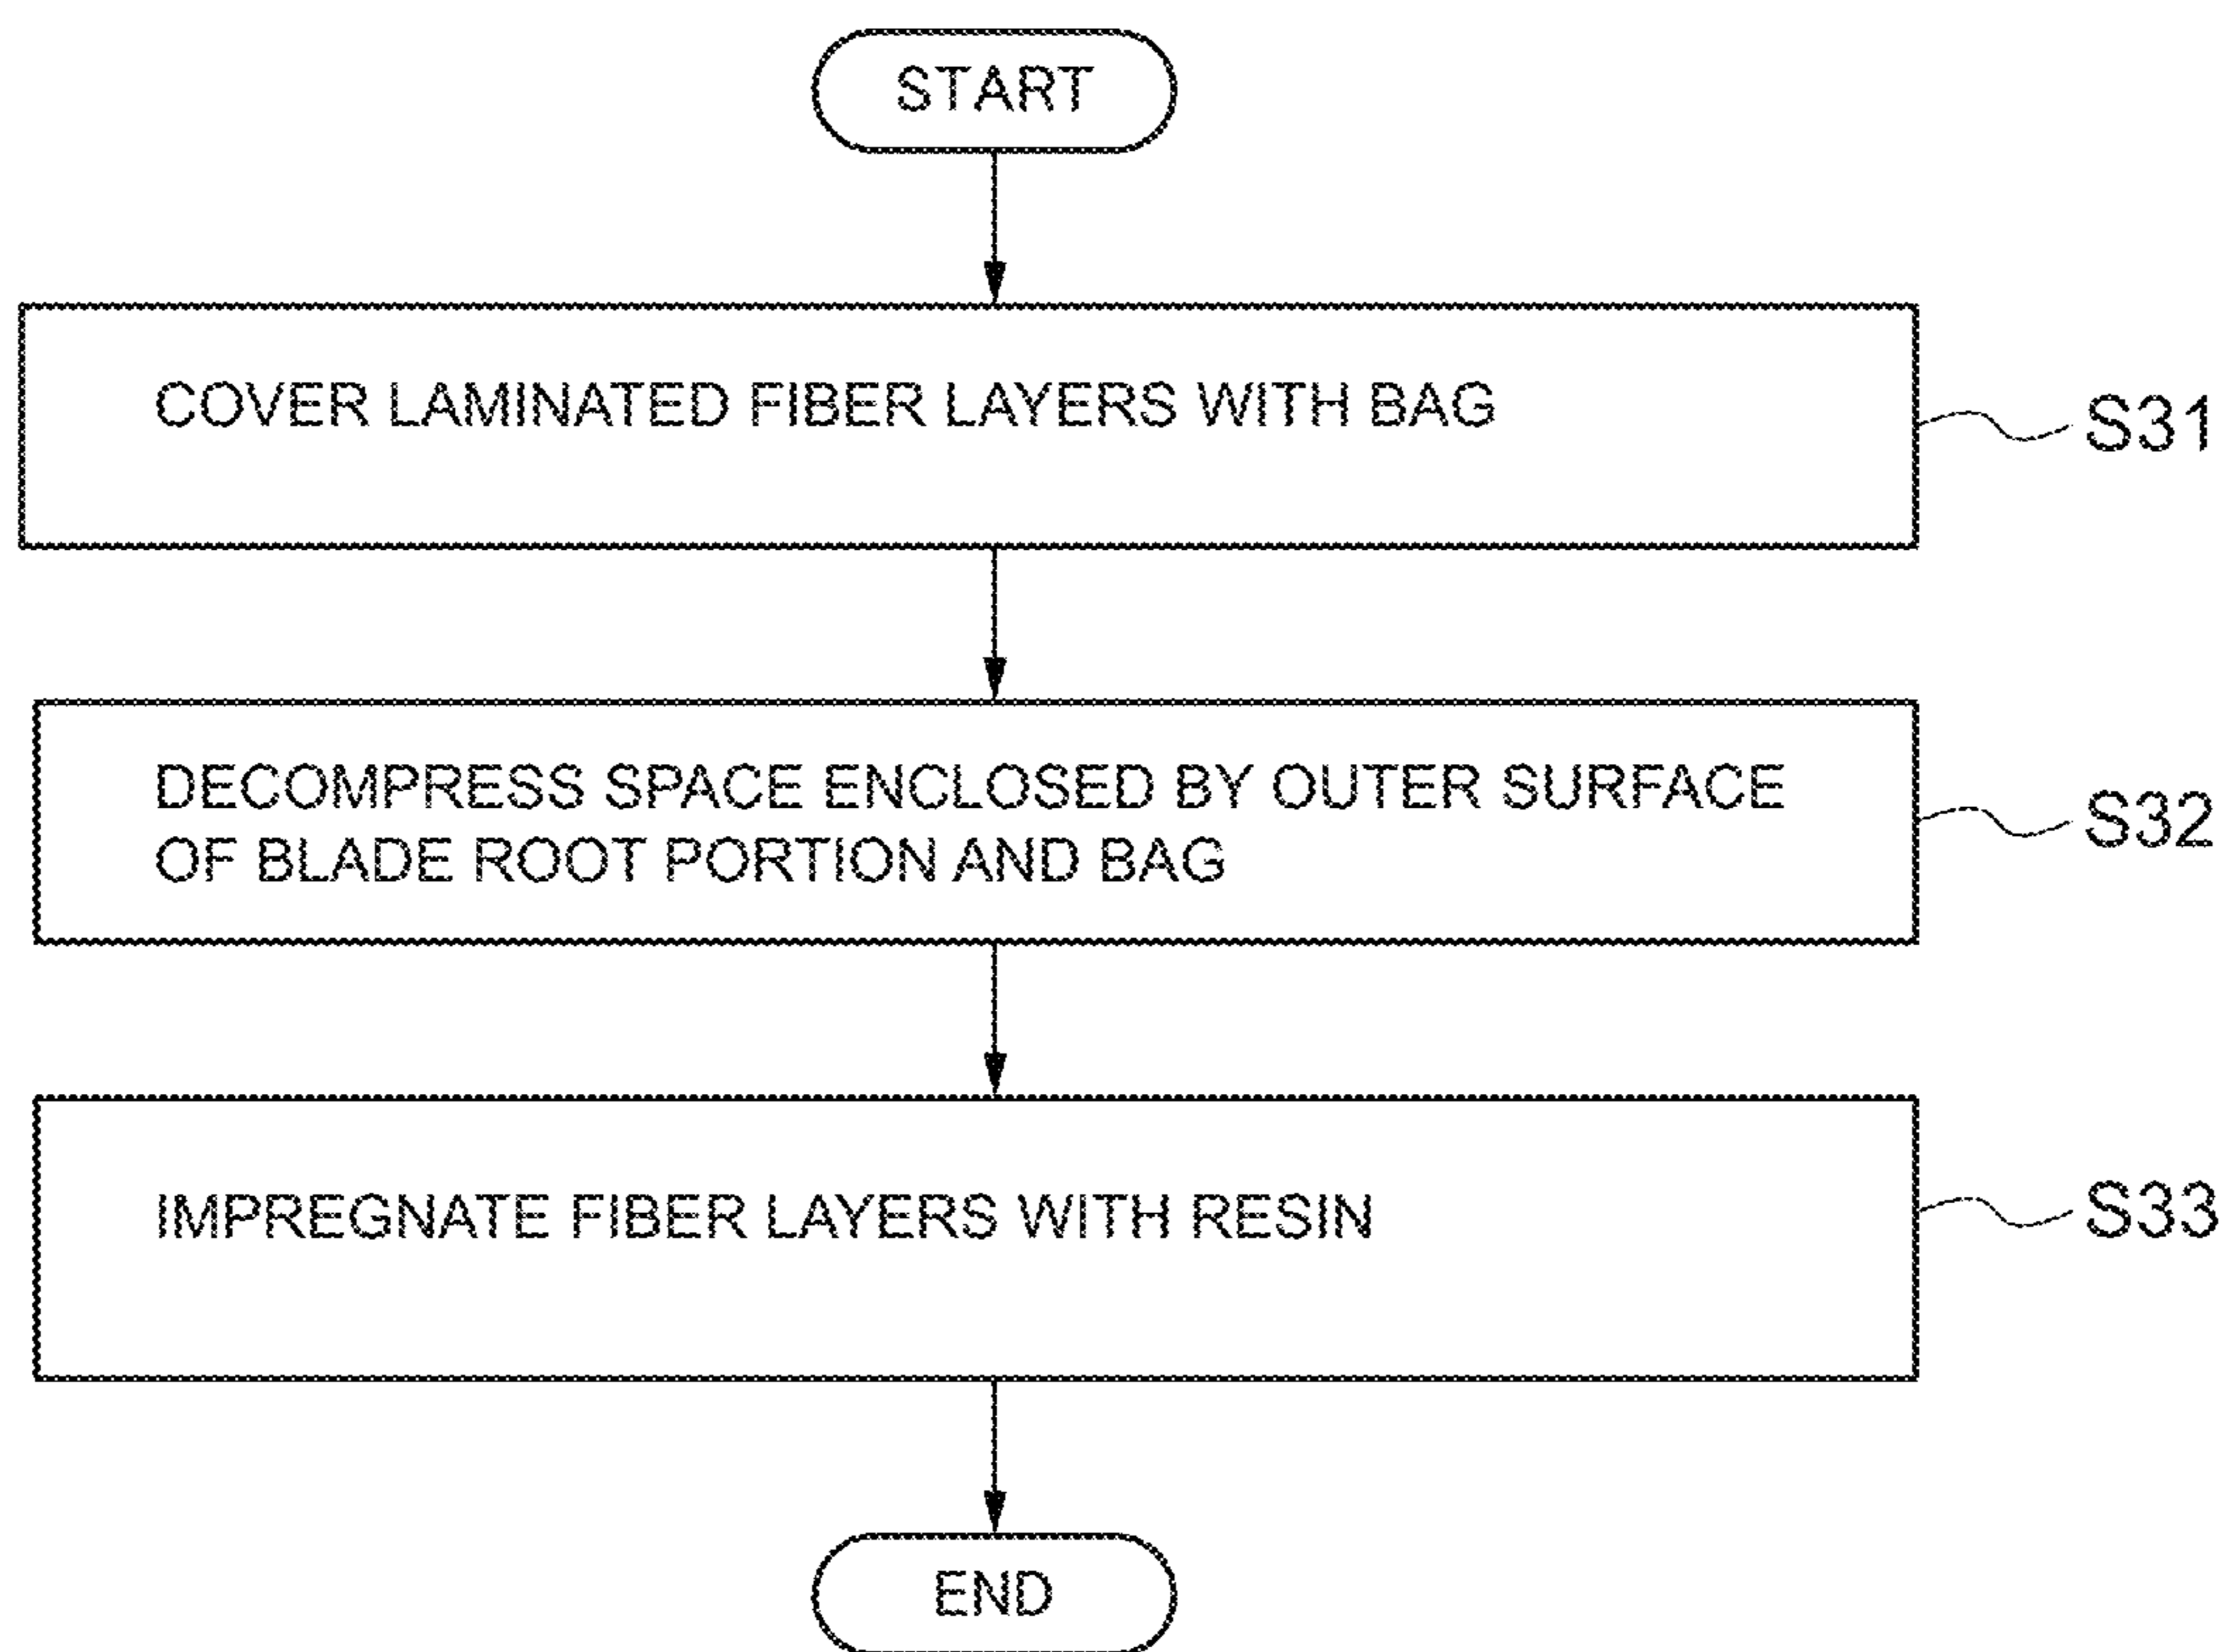 START
COVER LAMINATED FIBER LAYERS WITH BAG
S31
DECOMPRESS SPACE ENCLOSED BY OUTER SURFACE
OF BLADE ROOT PORTION AND BAG
S32
IMPREGNATE FIBER LAYERS WITH RESIN
S33
END